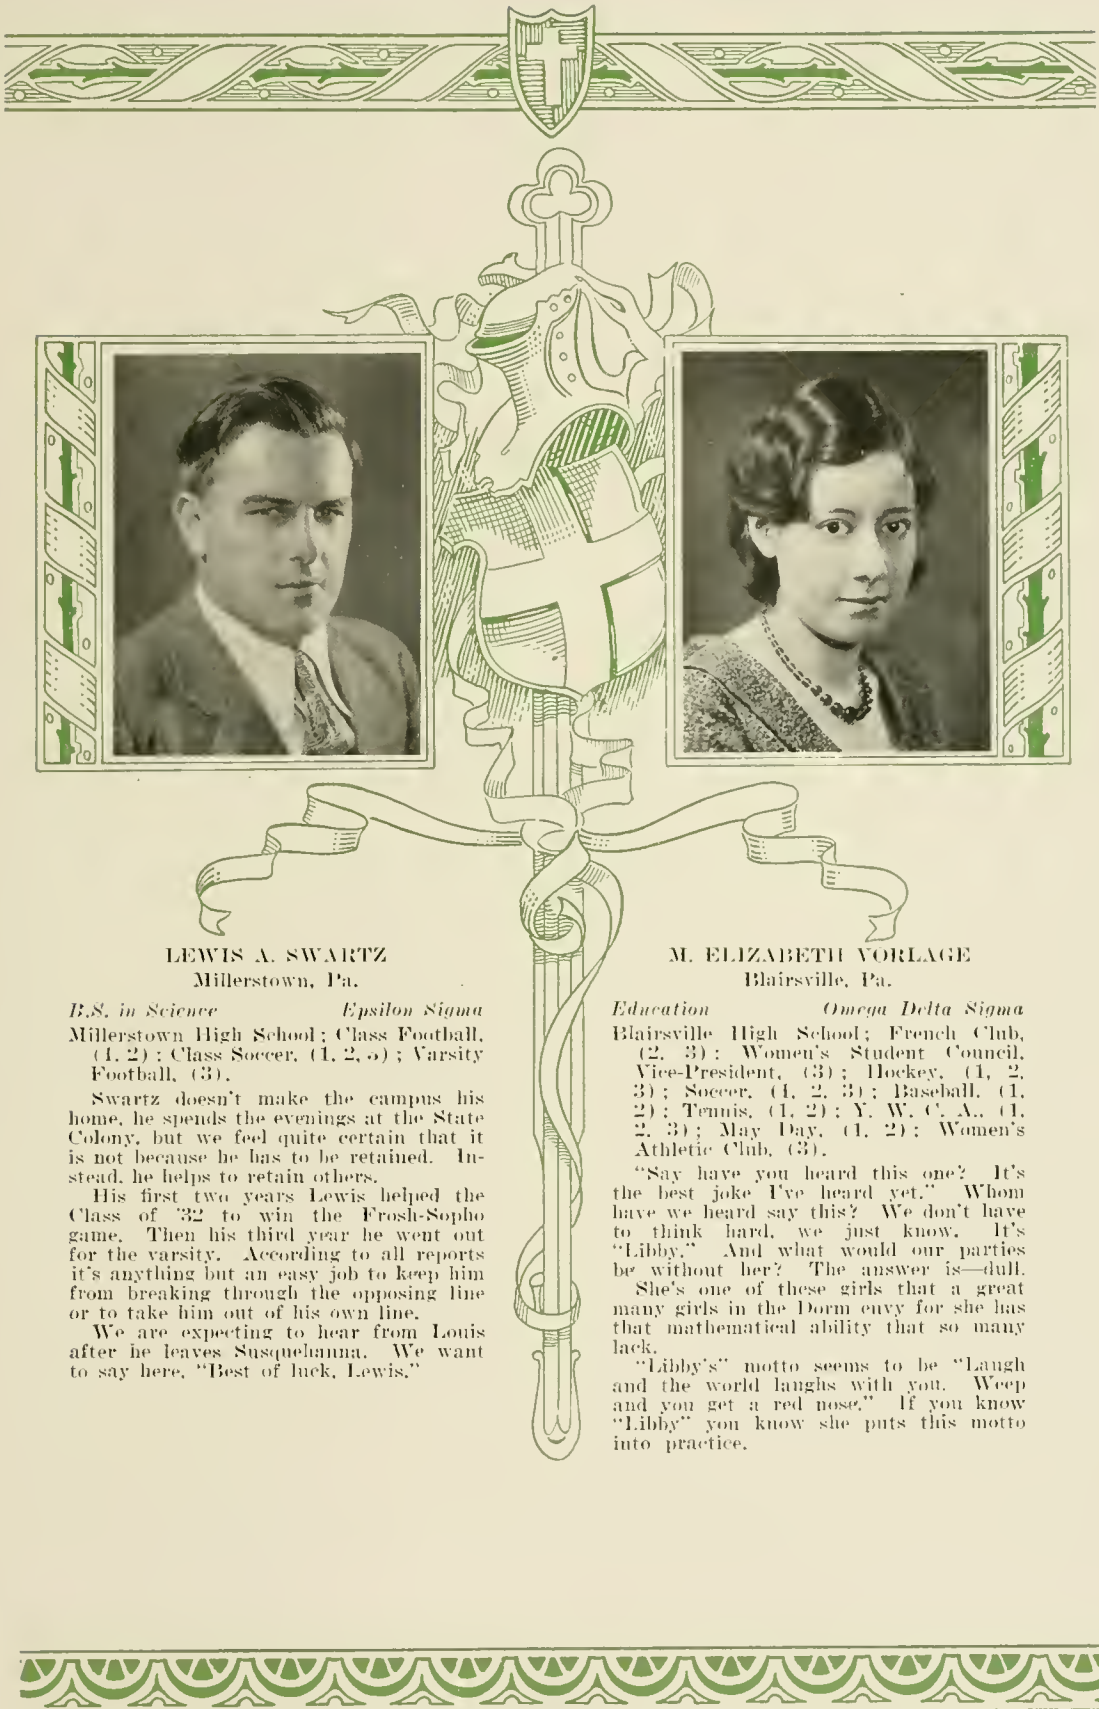 LEWIS A. SWARTZ
Millerstown, Pa.
B.S. in Science Epsilon Sigma
Millerstown High School; Class Football,
(1, 2); Class Soccer, (1, 2, 3); Varsity
Football, (3).
Swartz doesn't make the campus his
home, he spends the evenings at the State
Colony, but we feel quite certain that it
is not because he has to be retained. In-
stead, he helps to retain others.
His first two years Lewis helped the
Class of '32 to win the Frosh-Sopho
game. Then his third year he went out
for the varsity. According to all reports
it's anything but an easy job to keep him
from breaking through the opposing line
or to take him out of his own line.
We are expecting to hear from Louis
after he leaves Susquehanna. We want
to say here, "Best of luck, Lewis."
M. ELIZABETH VORLAGE
Blairsville, Pa.
Education Omega Delta Sigma
Blairsville High School; French Club,
(2, 3); Women's Student Council,
Vice-President, (3); Hockey, (1, 2,
3); Soccer, (1, 2, 3); Baseball, (1,
2); Tennis, (1, 2); Y. W. C. A., (1,
2, 3); May Day, (1, 2); Women's
Athletic Club, (3).
"Say have you heard this one? It's
the best joke I've heard yet." Whom
have we heard say this? We don't have
to think hard, we just know. It's
"Libby." And what would our parties
be without her? The answer is—dull.
She's one of these girls that a great
many girls in the Dorm envy for she has
that mathematical ability that so many
lack.
"Libby's" motto seems to be "Laugh
and the world laughs with you. Weep
and you get a red nose." If you know
"Libby" you know she puts this motto
into practice.